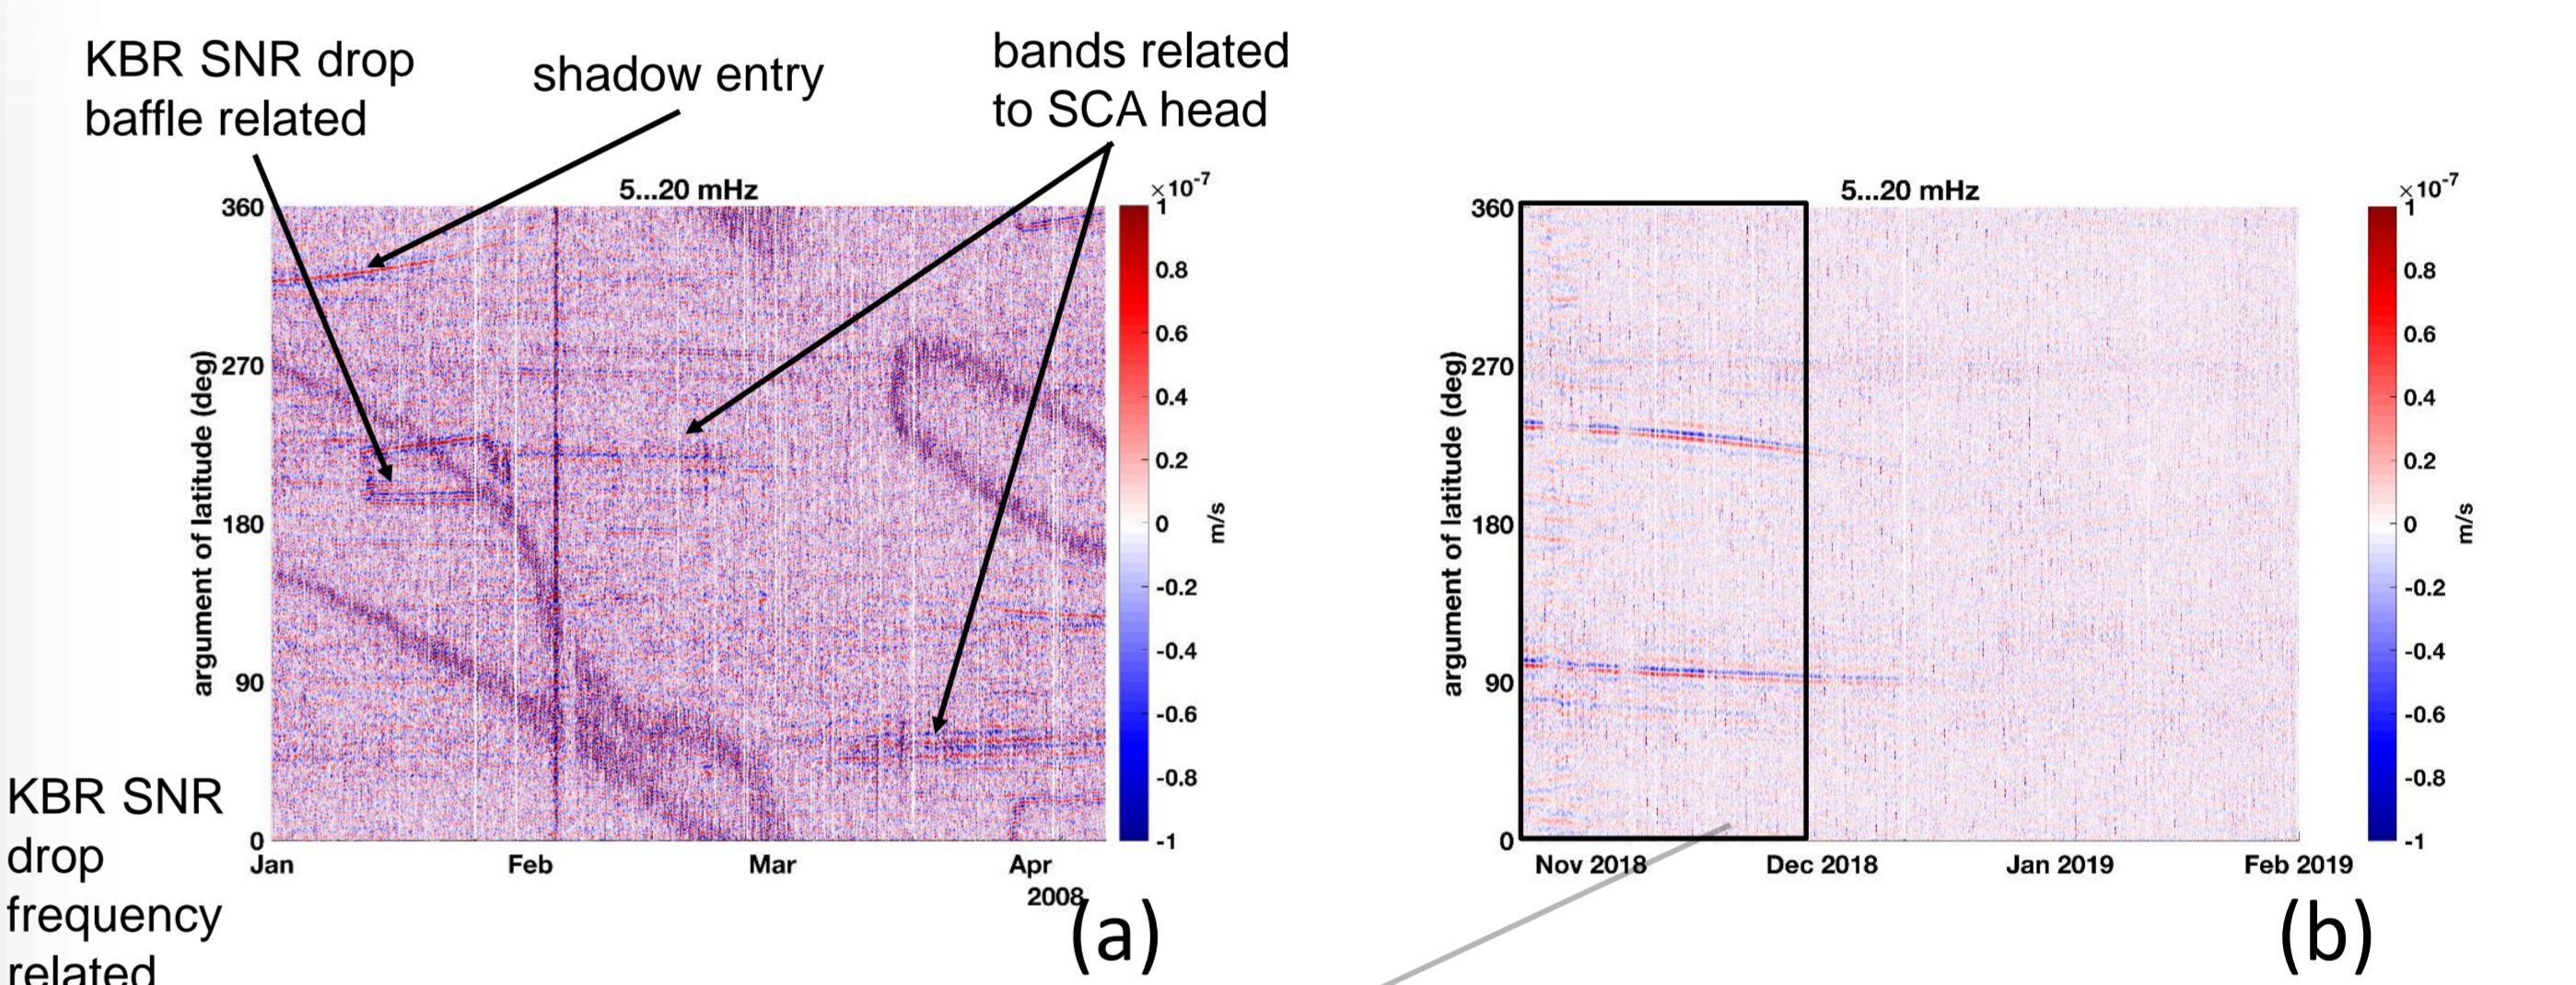 KBR SNR drop
baffle related
shadow entry
bands related
to SCA head
5...20 mHz
×10-7
360
270
180
90
0
argument of latitude (deg)
Jan
Feb
Mar
Apr
2008
1
0.8
0.6
0.4
0.2
0
-0.2
-0.4
-0.6
-0.8
-1
m/s
(a)
KBR SNR
drop
frequency
related
5...20 mHz
×10-7
360
270
180
90
0
argument of latitude (deg)
Nov 2018
Dec 2018
Jan 2019
Feb 2019
1
0.8
0.6
0.4
0.2
0
-0.2
-0.4
-0.6
-0.8
-1
m/s
(b)